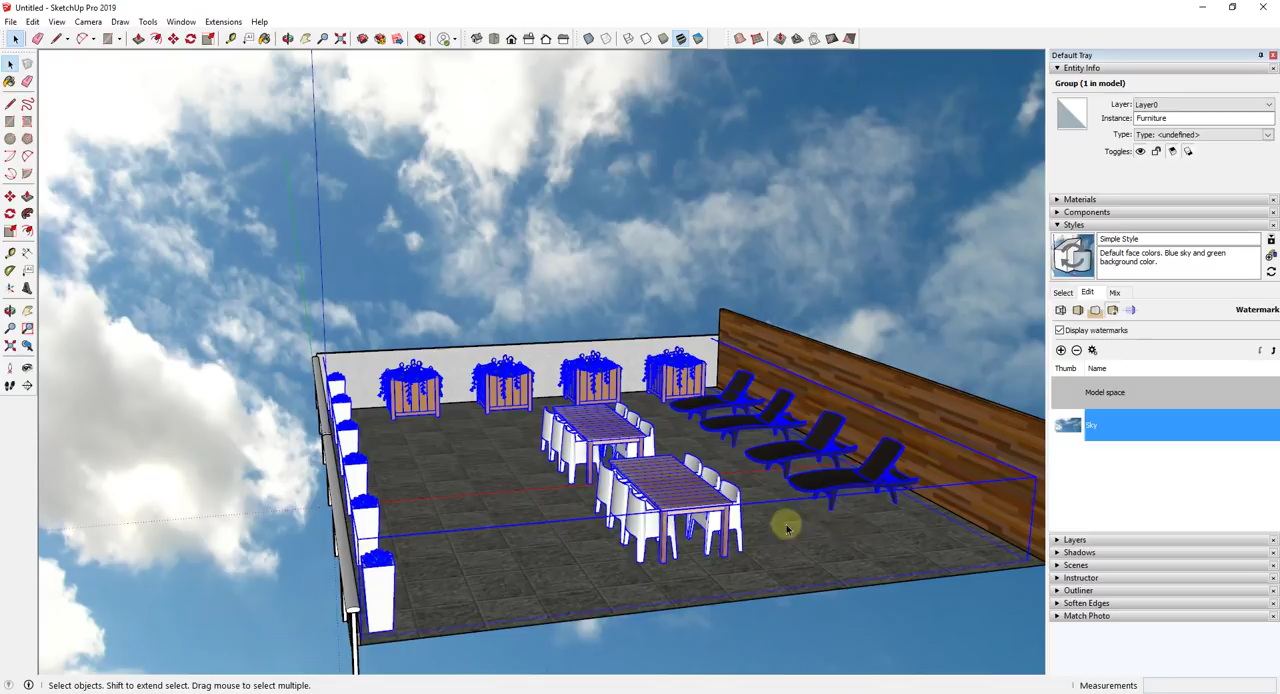 Untitled - SketchUp Pro 2019
File Edit View Camera Draw Tools Window Extensions Help
Default Tray
Entity Info
Group (1 in model)
Layer: Layer0
Instance: Furniture
Type: Type: <undefined>
Toggles:
Materials
Components
Styles
Simple Style
Default face colors. Blue sky and green
background color.
Select Edit Mix
Watermark
Display watermarks
Thumb Name
Model space
Sky
Layers
Shadows
Scenes
Instructor
Outliner
Soften Edges
Match Photo
Select objects. Shift to extend select. Drag mouse to select multiple.
Measurements